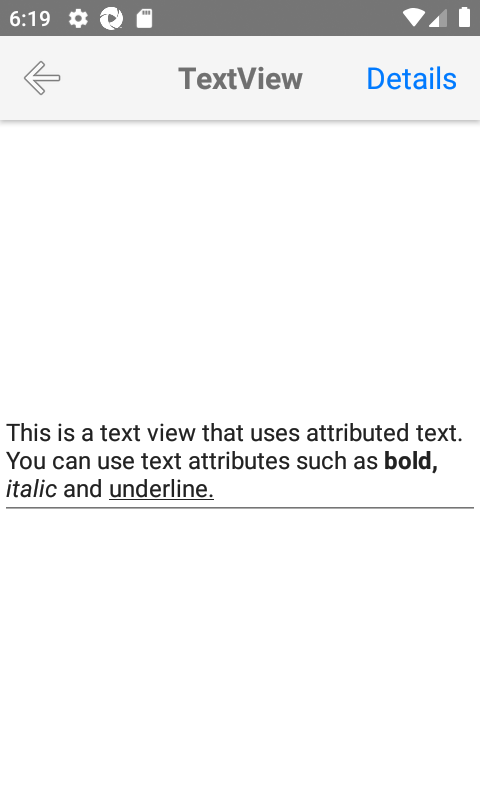 6:19
TextView
Details
This is a text view that uses attributed text.
You can use text attributes such as bold,
italic and underline.